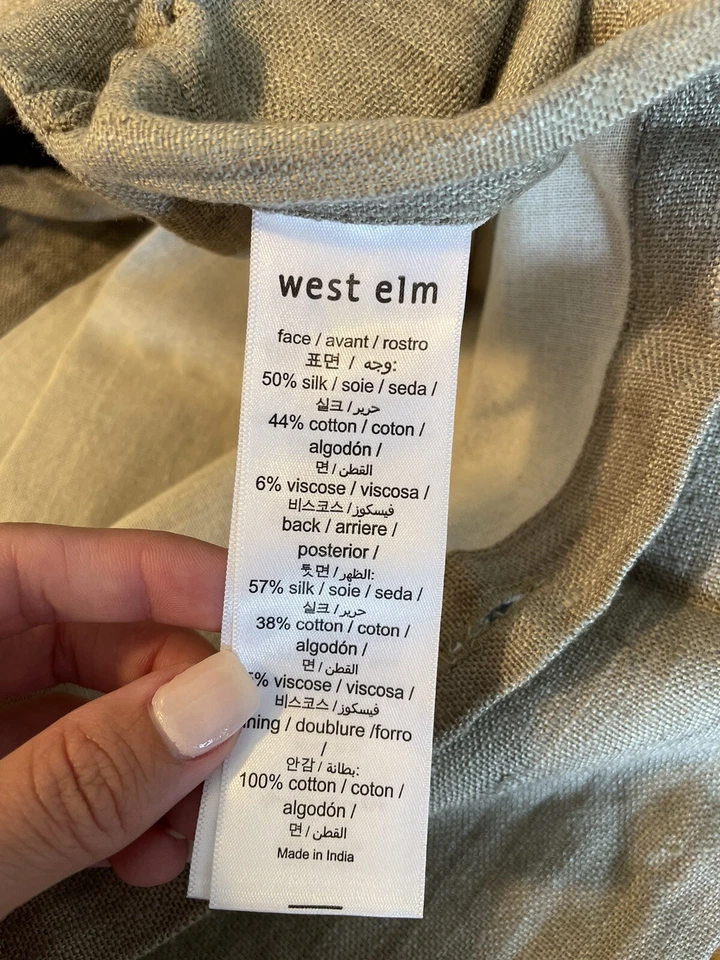 west elm
face / avant / rostro
표면 / وجه:
50% silk / soie / seda /
실크 / حرير
44% cotton / coton /
algodón /
면 / القطن
6% viscose / viscosa /
비스코스 / فيسكوز
back / arriere /
posterior /
뒷면 / الظهر:
57% silk / soie / seda /
실크 / حرير
38% cotton / coton /
algodón /
면 / القطن
% viscose / viscosa /
비스코스 / فيسكوز
ning / doublure /forro
/
안감 / بطانة:
100% cotton / coton /
algodón /
면 / القطن
Made in India